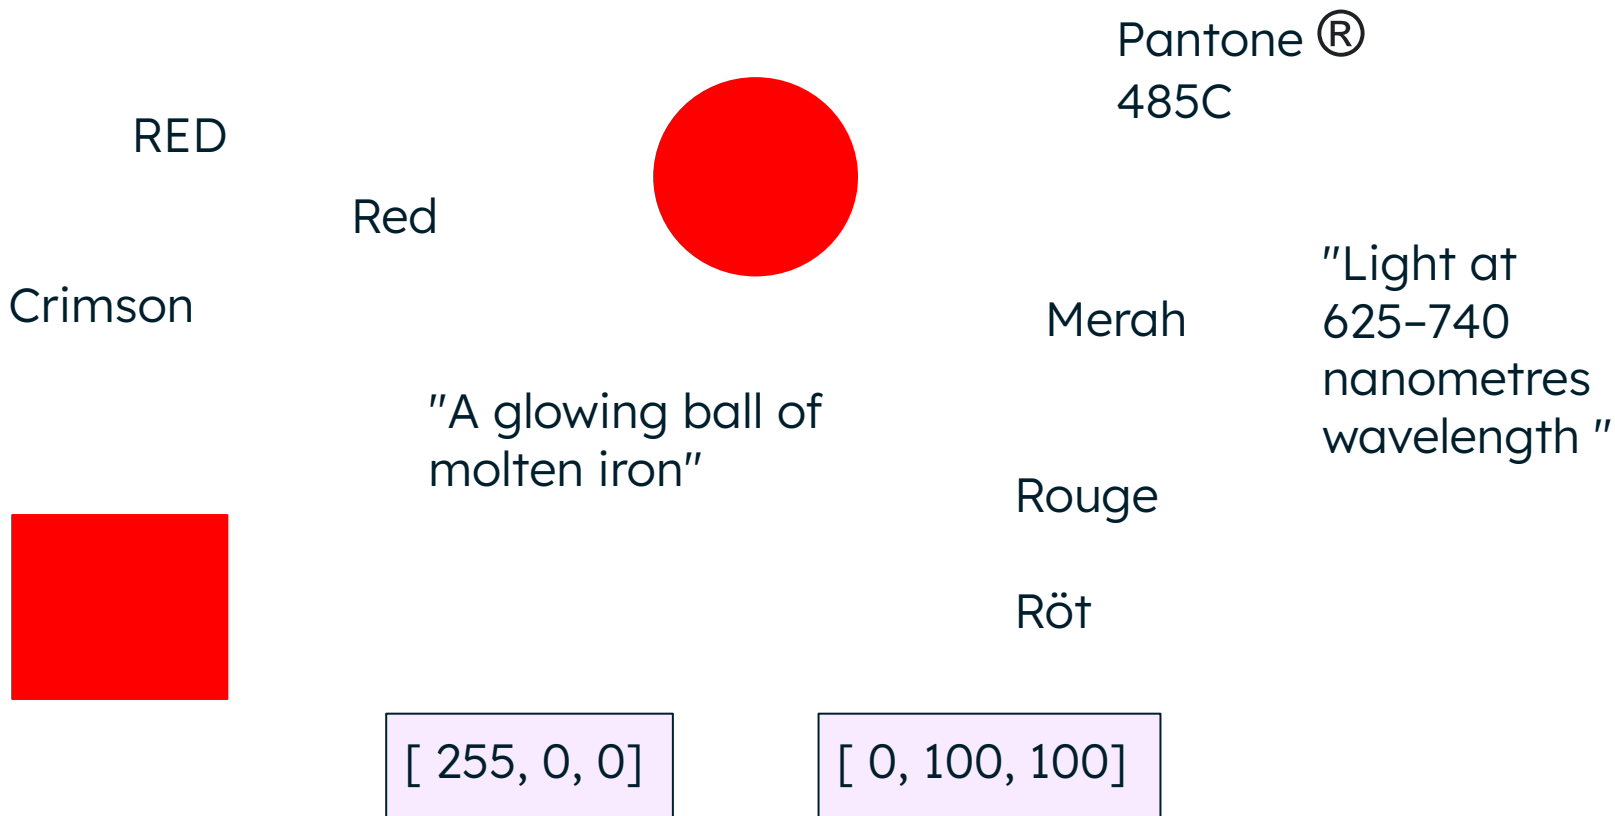 Pantone ®
485C
RED
Red
"Light at
625–740
nanometres
wavelength "
Crimson
Merah
"A glowing ball of
molten iron"
Rouge
Röt
[ 255, 0, 0]
[ 0, 100, 100]